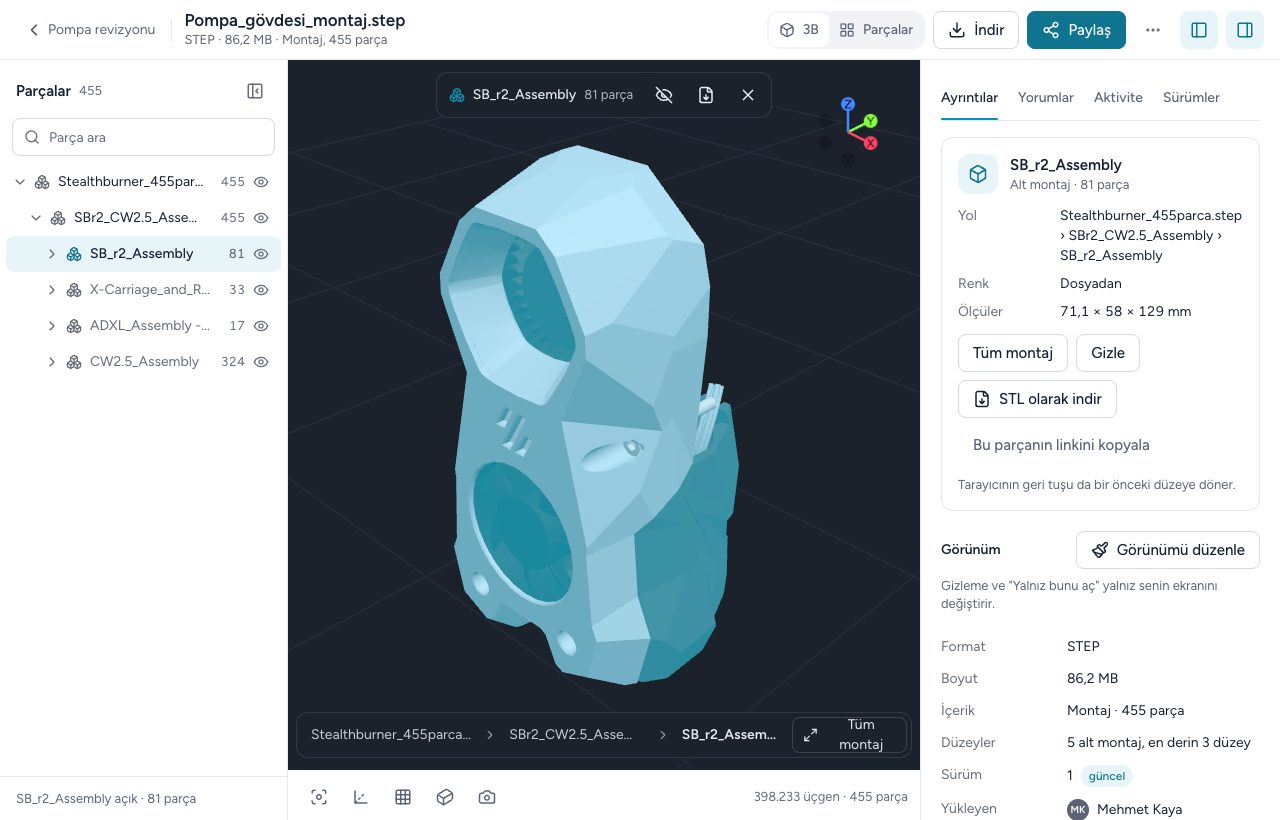 Pompa revizyonu
Pompa_gövdesi_montaj.step
STEP · 86,2 MB · Montaj, 455 parça
3B
Parçalar
İndir
Paylaş
Parçalar 455
Parça ara
Stealthburner_455par... 455
SBr2_CW2.5_Asse... 455
SB_r2_Assembly 81
X-Carriage_and_R... 33
ADXL_Assembly -... 17
CW2.5_Assembly 324
SB_r2_Assembly açık · 81 parça
SB_r2_Assembly 81 parça
Z
Y
X
Stealthburner_455parca... SBr2_CW2.5_Asse... SB_r2_Assem...
Tüm
montaj
398.233 üçgen · 455 parça
Ayrıntılar Yorumlar Aktivite Sürümler
SB_r2_Assembly
Alt montaj · 81 parça
Yol Stealthburner_455parca.step
› SBr2_CW2.5_Assembly ›
SB_r2_Assembly
Renk Dosyadan
Ölçüler 71,1 × 58 × 129 mm
Tüm montaj
Gizle
STL olarak indir
Bu parçanın linkini kopyala
Tarayıcının geri tuşu da bir önceki düzeye döner.
Görünüm
Görünümü düzenle
Gizleme ve "Yalnız bunu aç" yalnız senin ekranını
değiştirir.
Format STEP
Boyut 86,2 MB
İçerik Montaj · 455 parça
Düzeyler 5 alt montaj, en derin 3 düzey
Sürüm 1 güncel
Yükleyen MK Mehmet Kaya